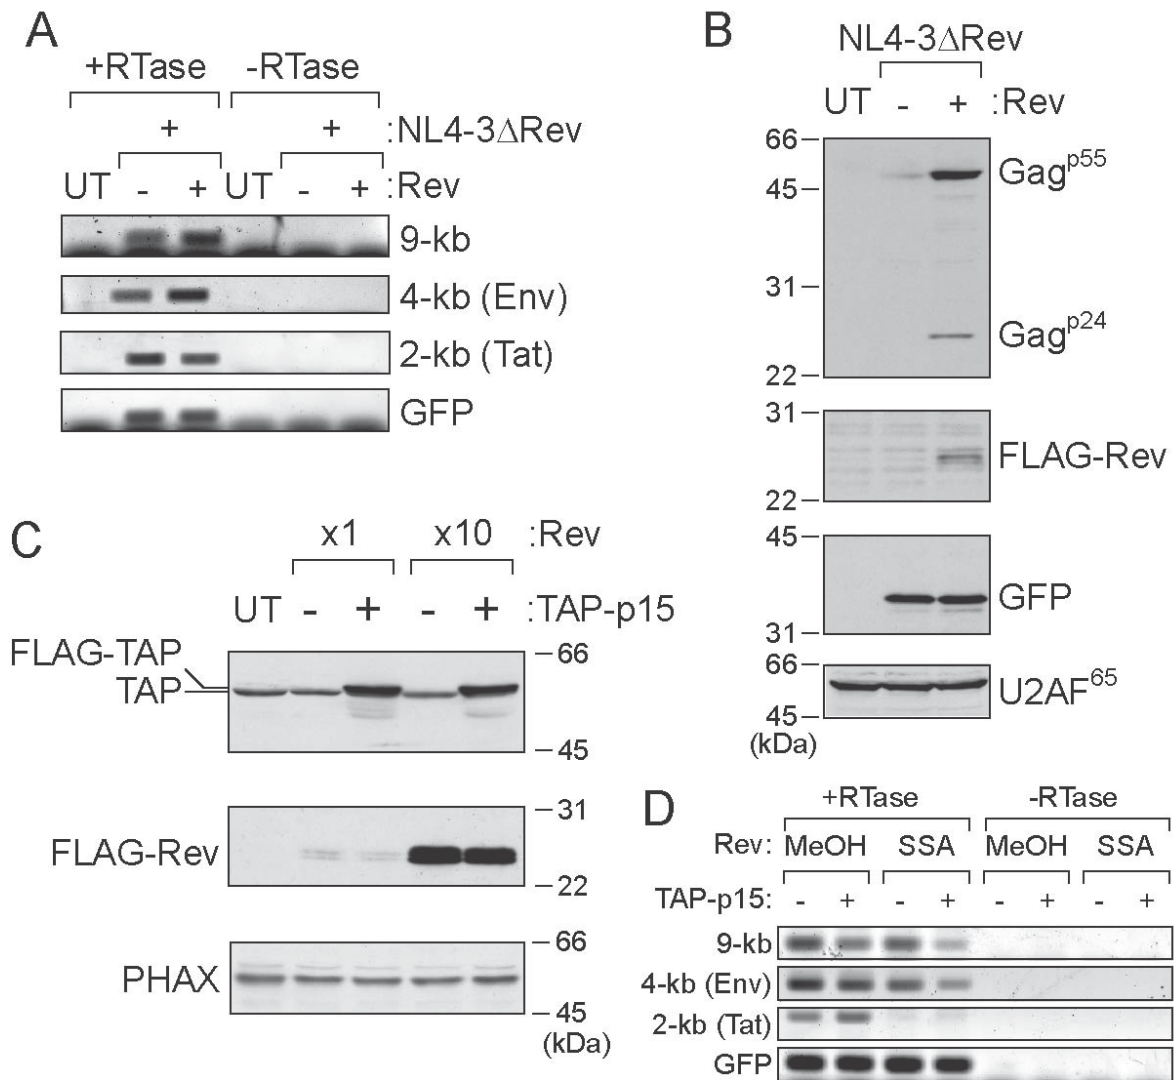 A
+RTase -RTase
+ + :NL4-3ΔRev
UT - + UT - + :Rev
9-kb
4-kb (Env)
2-kb (Tat)
GFP
B
NL4-3ΔRev
UT - + :Rev
66
Gag^p55
45
31
Gag^p24
22
31
FLAG-Rev
22
45
GFP
31
66
U2AF^65
45
(kDa)
C
x1 x10 :Rev
UT - + - + :TAP-p15
FLAG-TAP
TAP
66
45
31
FLAG-Rev
22
66
PHAX
45
(kDa)
D
+RTase -RTase
Rev: MeOH SSA MeOH SSA
TAP-p15: - + - + - + - +
9-kb
4-kb (Env)
2-kb (Tat)
GFP